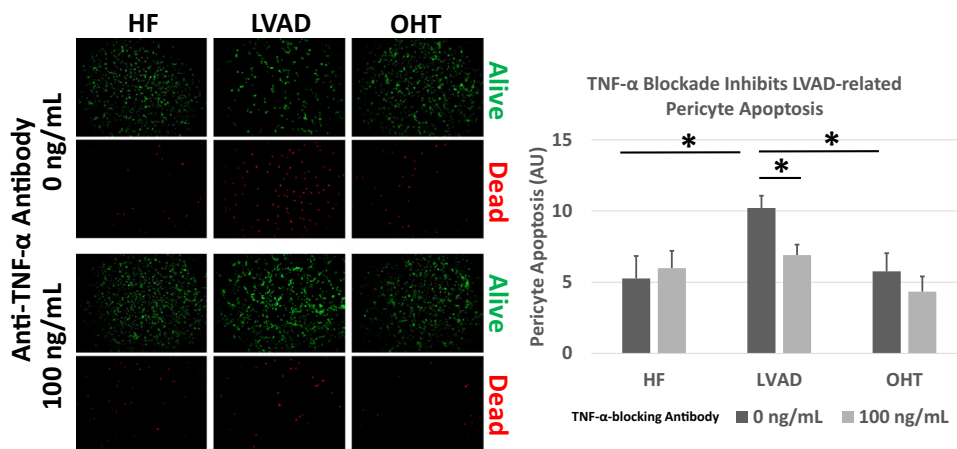 HF LVAD OHT
Anti-TNF-α Antibody
0 ng/mL
Alive
Dead
100 ng/mL
Alive
Dead
TNF-α Blockade Inhibits LVAD-related
Pericyte Apoptosis
Pericyte Apoptosis (AU)
15
10
5
0
*
*
*
HF LVAD OHT
TNF-α-blocking Antibody 0 ng/mL 100 ng/mL